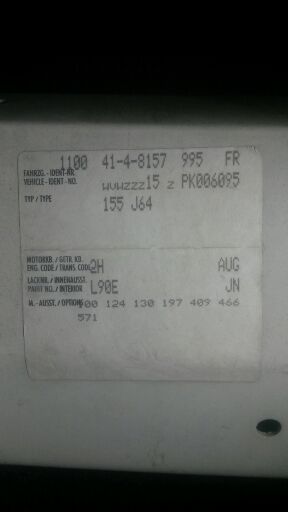 1100 41-4-8157 995 FR
FAHRZG.-IDENT-NR.
VEHICLE-IDENT-NO. WVWZZZ15 Z PK006095
TYP / TYPE 155 J64
MOTORKB. / GETR. KB.
ENG. CODE / TRANS CODE 2H AUG
LACKNR. / INNENAUSST.
PAINT NO. / INTERIOR L90E JN
M.-AUSST. / OPTIONS 124 130 197 409 466
571